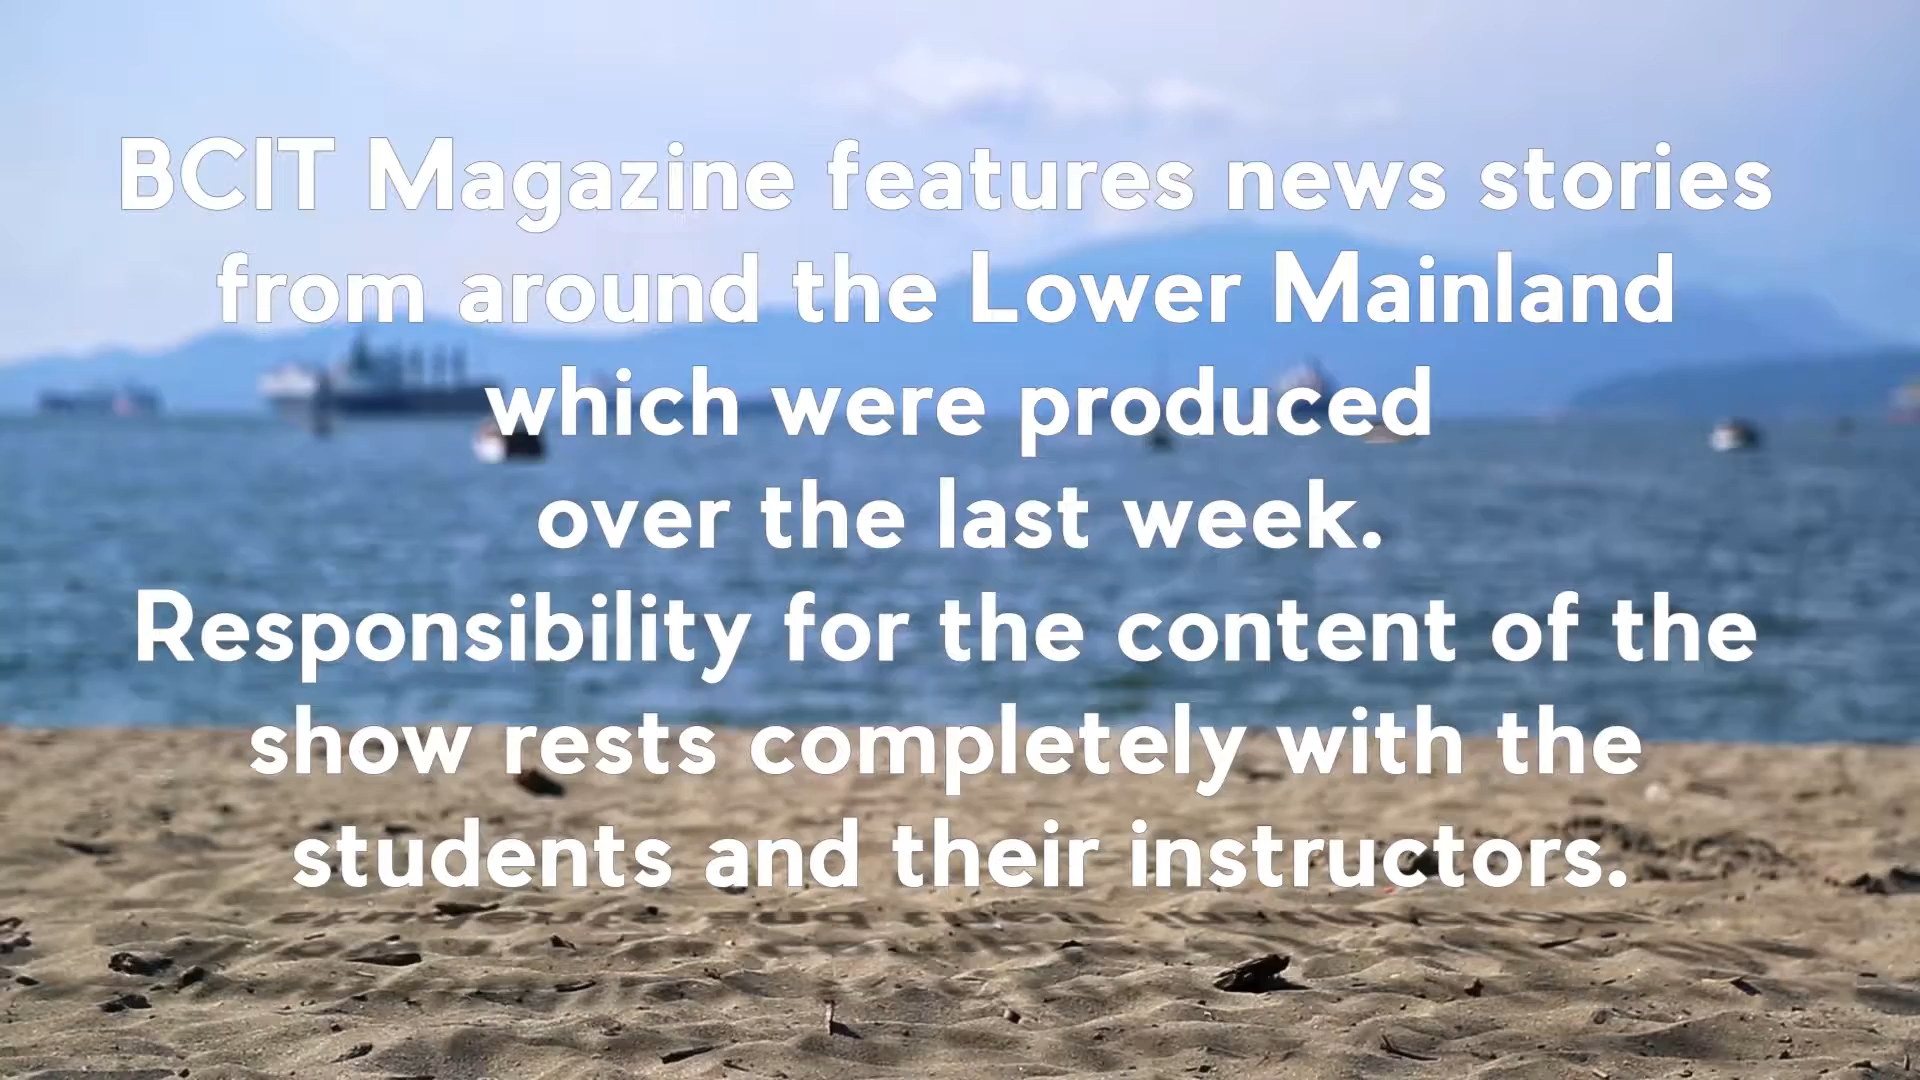 BCIT Magazine features news stories
from around the Lower Mainland
which were produced
over the last week.
Responsibility for the content of the
show rests completely with the
students and their instructors.